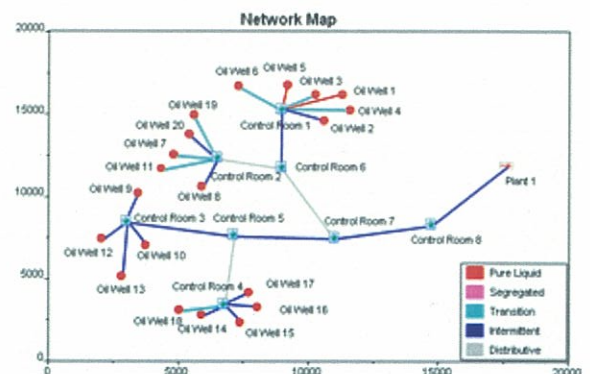 Network Map
20000
Oil Well 5
Oil Well 6
Oil Well 3
Oil Well 1
Oil Well 19
15000
Oil Well 4
Oil Well 20
Control Room 1
Oil Well 2
Oil Well 7
Oil Well 11
Control Room 2
Control Room 6
Plant 1
Oil Well 9
Oil Well 8
10000
Control Room 3
Control Room 5
Control Room 7
Control Room 8
Oil Well 12
Oil Well 10
5000
Oil Well 13
Control Room 4
Oil Well 17
Oil Well 16
Oil Well 18
Oil Well 14
Oil Well 15
Pure Liquid
Segregated
Transition
Intermittent
Distributive
0
0
5000
10000
15000
20000